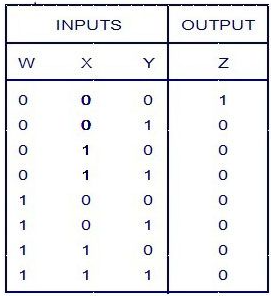 INPUTS OUTPUT
W X Y Z
0 0 0 1
0 0 1 0
0 1 0 0
0 1 1 0
1 0 0 0
1 0 1 0
1 1 0 0
1 1 1 0